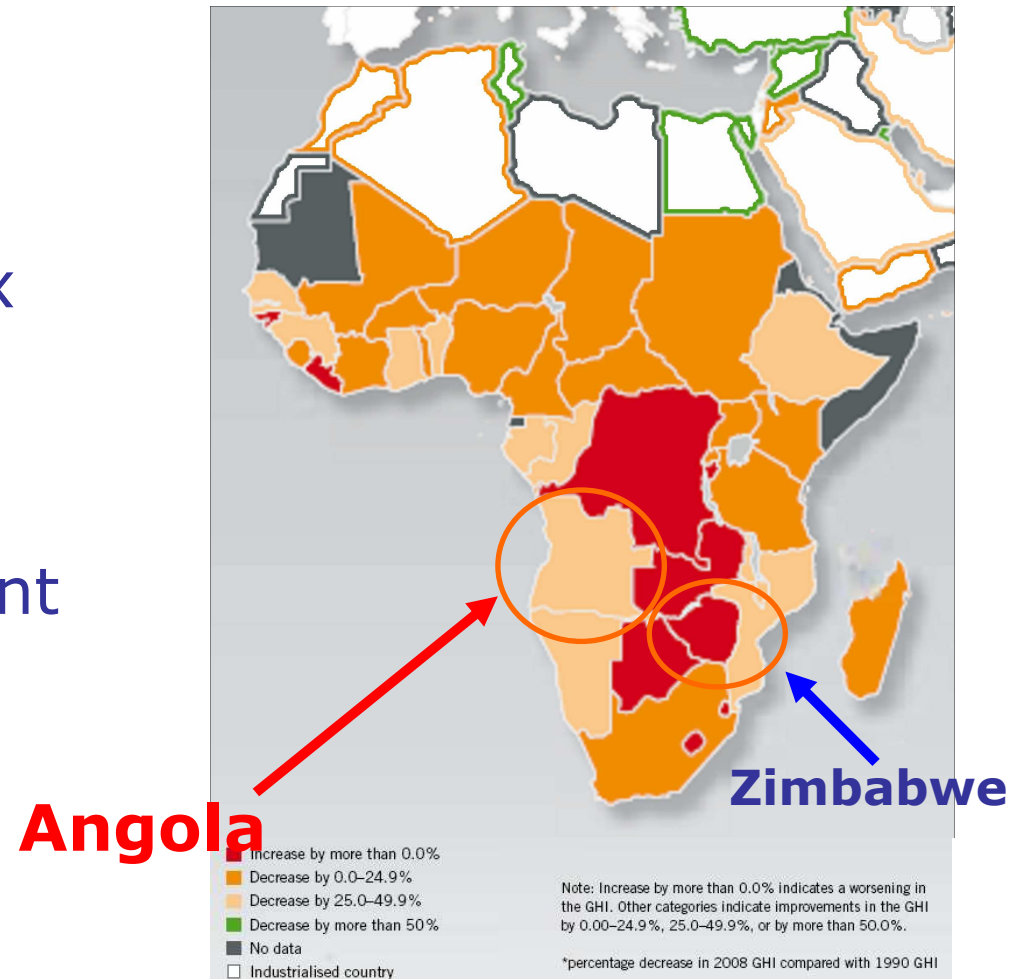 x
nt
Zimbabwe
Angola
Increase by more than 0.0%
Decrease by 0.0–24.9%
Decrease by 25.0–49.9%
Decrease by more than 50%
No data
Industrialised country
Note: Increase by more than 0.0% indicates a worsening in
the GHI. Other categories indicate improvements in the GHI
by 0.00–24.9%, 25.0–49.9%, or by more than 50.0%.
*percentage decrease in 2008 GHI compared with 1990 GHI